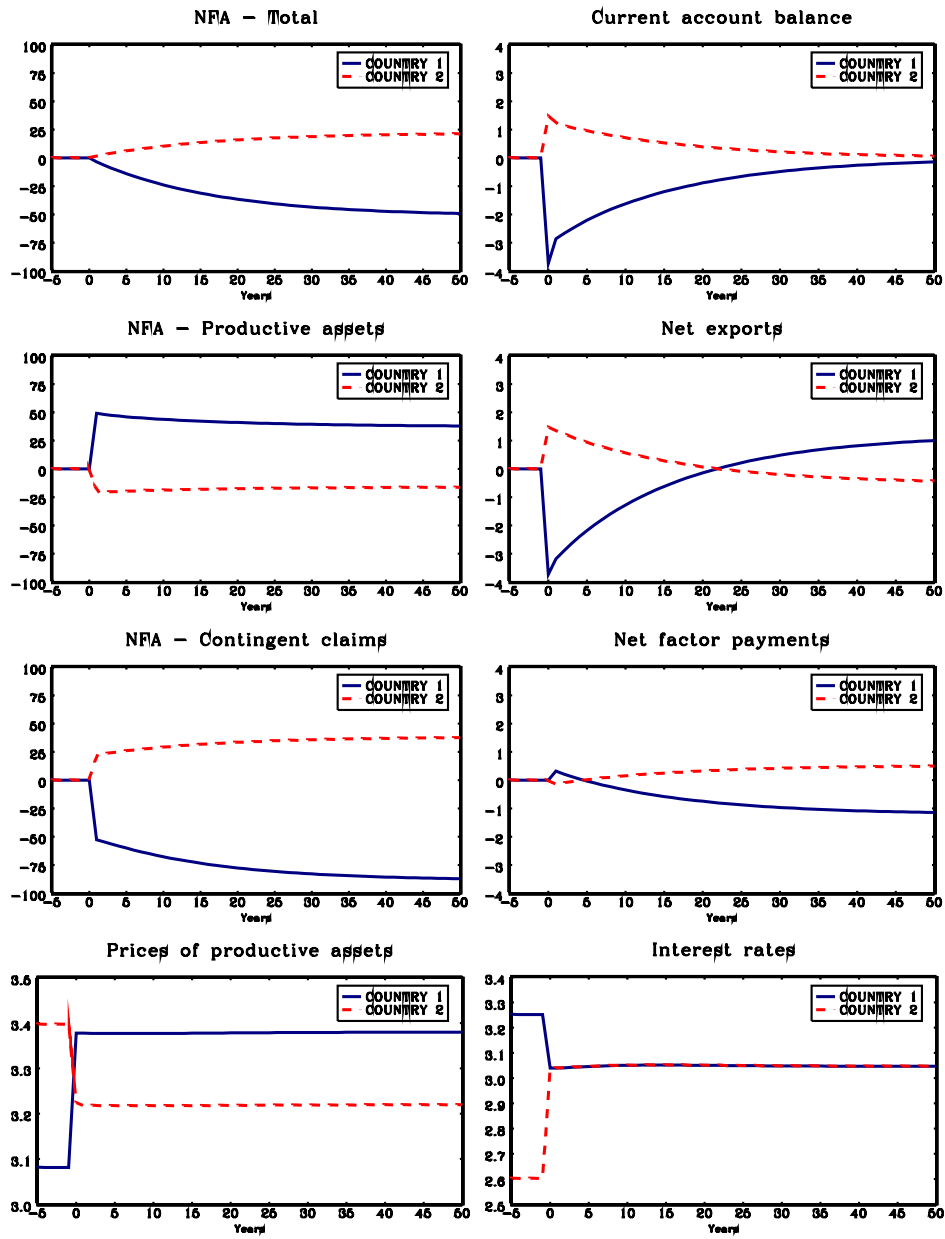 NFA – Total
100
75
50
25
0
−25
−50
−75
−100
COUNTRY 1
COUNTRY 2
−5 0 5 10 15 20 25 30 35 40 45 50
Years
Current account balance
4
3
2
1
0
−1
−2
−3
−4
COUNTRY 1
COUNTRY 2
−5 0 5 10 15 20 25 30 35 40 45 50
Years
NFA – Productive assets
100
75
50
25
0
−25
−50
−75
−100
COUNTRY 1
COUNTRY 2
−5 0 5 10 15 20 25 30 35 40 45 50
Years
Net exports
4
3
2
1
0
−1
−2
−3
−4
COUNTRY 1
COUNTRY 2
−5 0 5 10 15 20 25 30 35 40 45 50
Years
NFA – Contingent claims
100
75
50
25
0
−25
−50
−75
−100
COUNTRY 1
COUNTRY 2
−5 0 5 10 15 20 25 30 35 40 45 50
Years
Net factor payments
4
3
2
1
0
−1
−2
−3
−4
COUNTRY 1
COUNTRY 2
−5 0 5 10 15 20 25 30 35 40 45 50
Years
Prices of productive assets
3.5
3.4
3.3
3.2
3.1
3.0
COUNTRY 1
COUNTRY 2
−5 0 5 10 15 20 25 30 35 40 45 50
Years
Interest rates
3.4
3.3
3.2
3.1
3.0
2.9
2.8
2.7
2.6
2.5
COUNTRY 1
COUNTRY 2
−5 0 5 10 15 20 25 30 35 40 45 50
Years